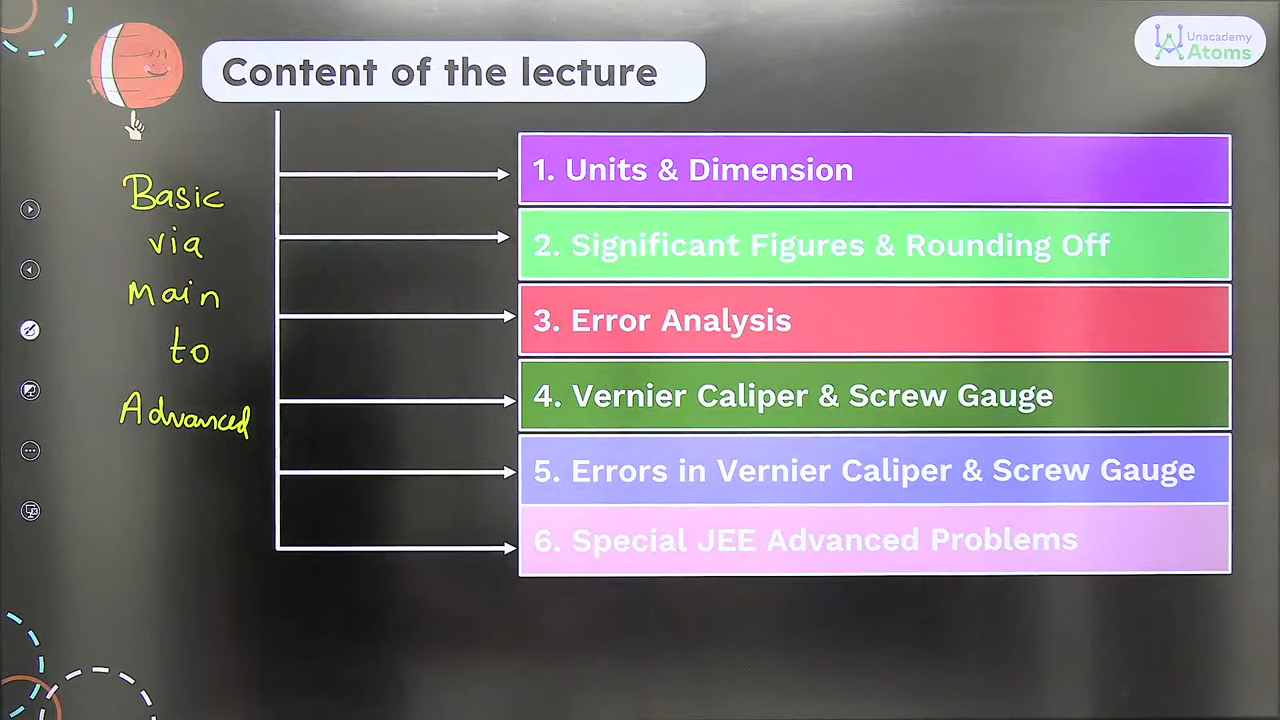 Content of the lecture
Unacademy
Atoms
Basic
via
Main
to
Advanced
1. Units & Dimension
2. Significant Figures & Rounding Off
3. Error Analysis
4. Vernier Caliper & Screw Gauge
5. Errors in Vernier Caliper & Screw Gauge
6. Special JEE Advanced Problems